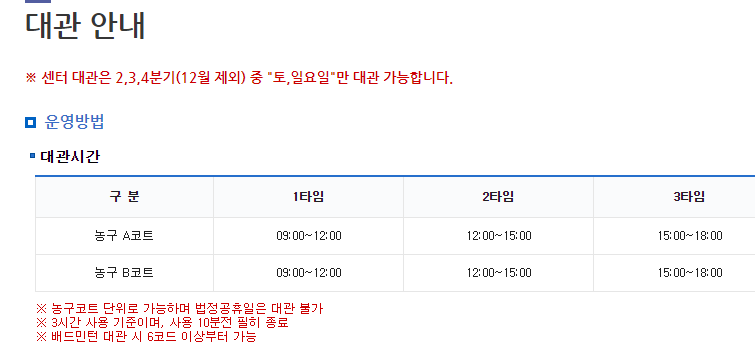 대관 안내
※ 센터 대관은 2,3,4분기(12월 제외) 중 "토,일요일"만 대관 가능합니다.
운영방법
대관시간
구 분 1타임 2타임 3타임
농구 A코트 09:00~12:00 12:00~15:00 15:00~18:00
농구 B코트 09:00~12:00 12:00~15:00 15:00~18:00
※ 농구코트 단위로 가능하며 법정공휴일은 대관 불가
※ 3시간 사용 기준이며, 사용 10분전 필히 종료
※ 배드민턴 대관 시 6코드 이상부터 가능